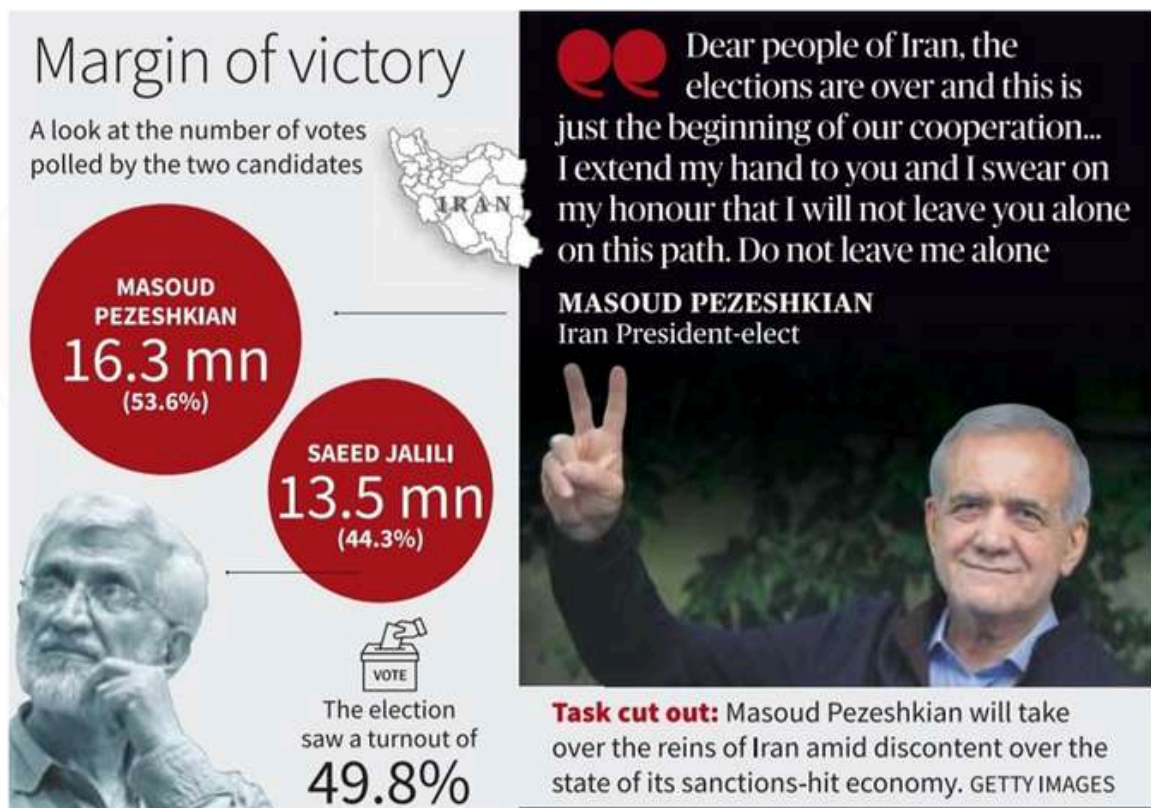 Margin of victory
A look at the number of votes
polled by the two candidates
IRAN
MASOUD
PEZESHKIAN
16.3 mn
(53.6%)
SAEED JALILI
13.5 mn
(44.3%)
VOTE
The election
saw a turnout of
49.8%
Dear people of Iran, the
elections are over and this is
just the beginning of our cooperation...
I extend my hand to you and I swear on
my honour that I will not leave you alone
on this path. Do not leave me alone
MASOUD PEZESHKIAN
Iran President-elect
Task cut out: Masoud Pezeshkian will take
over the reins of Iran amid discontent over the
state of its sanctions-hit economy. GETTY IMAGES